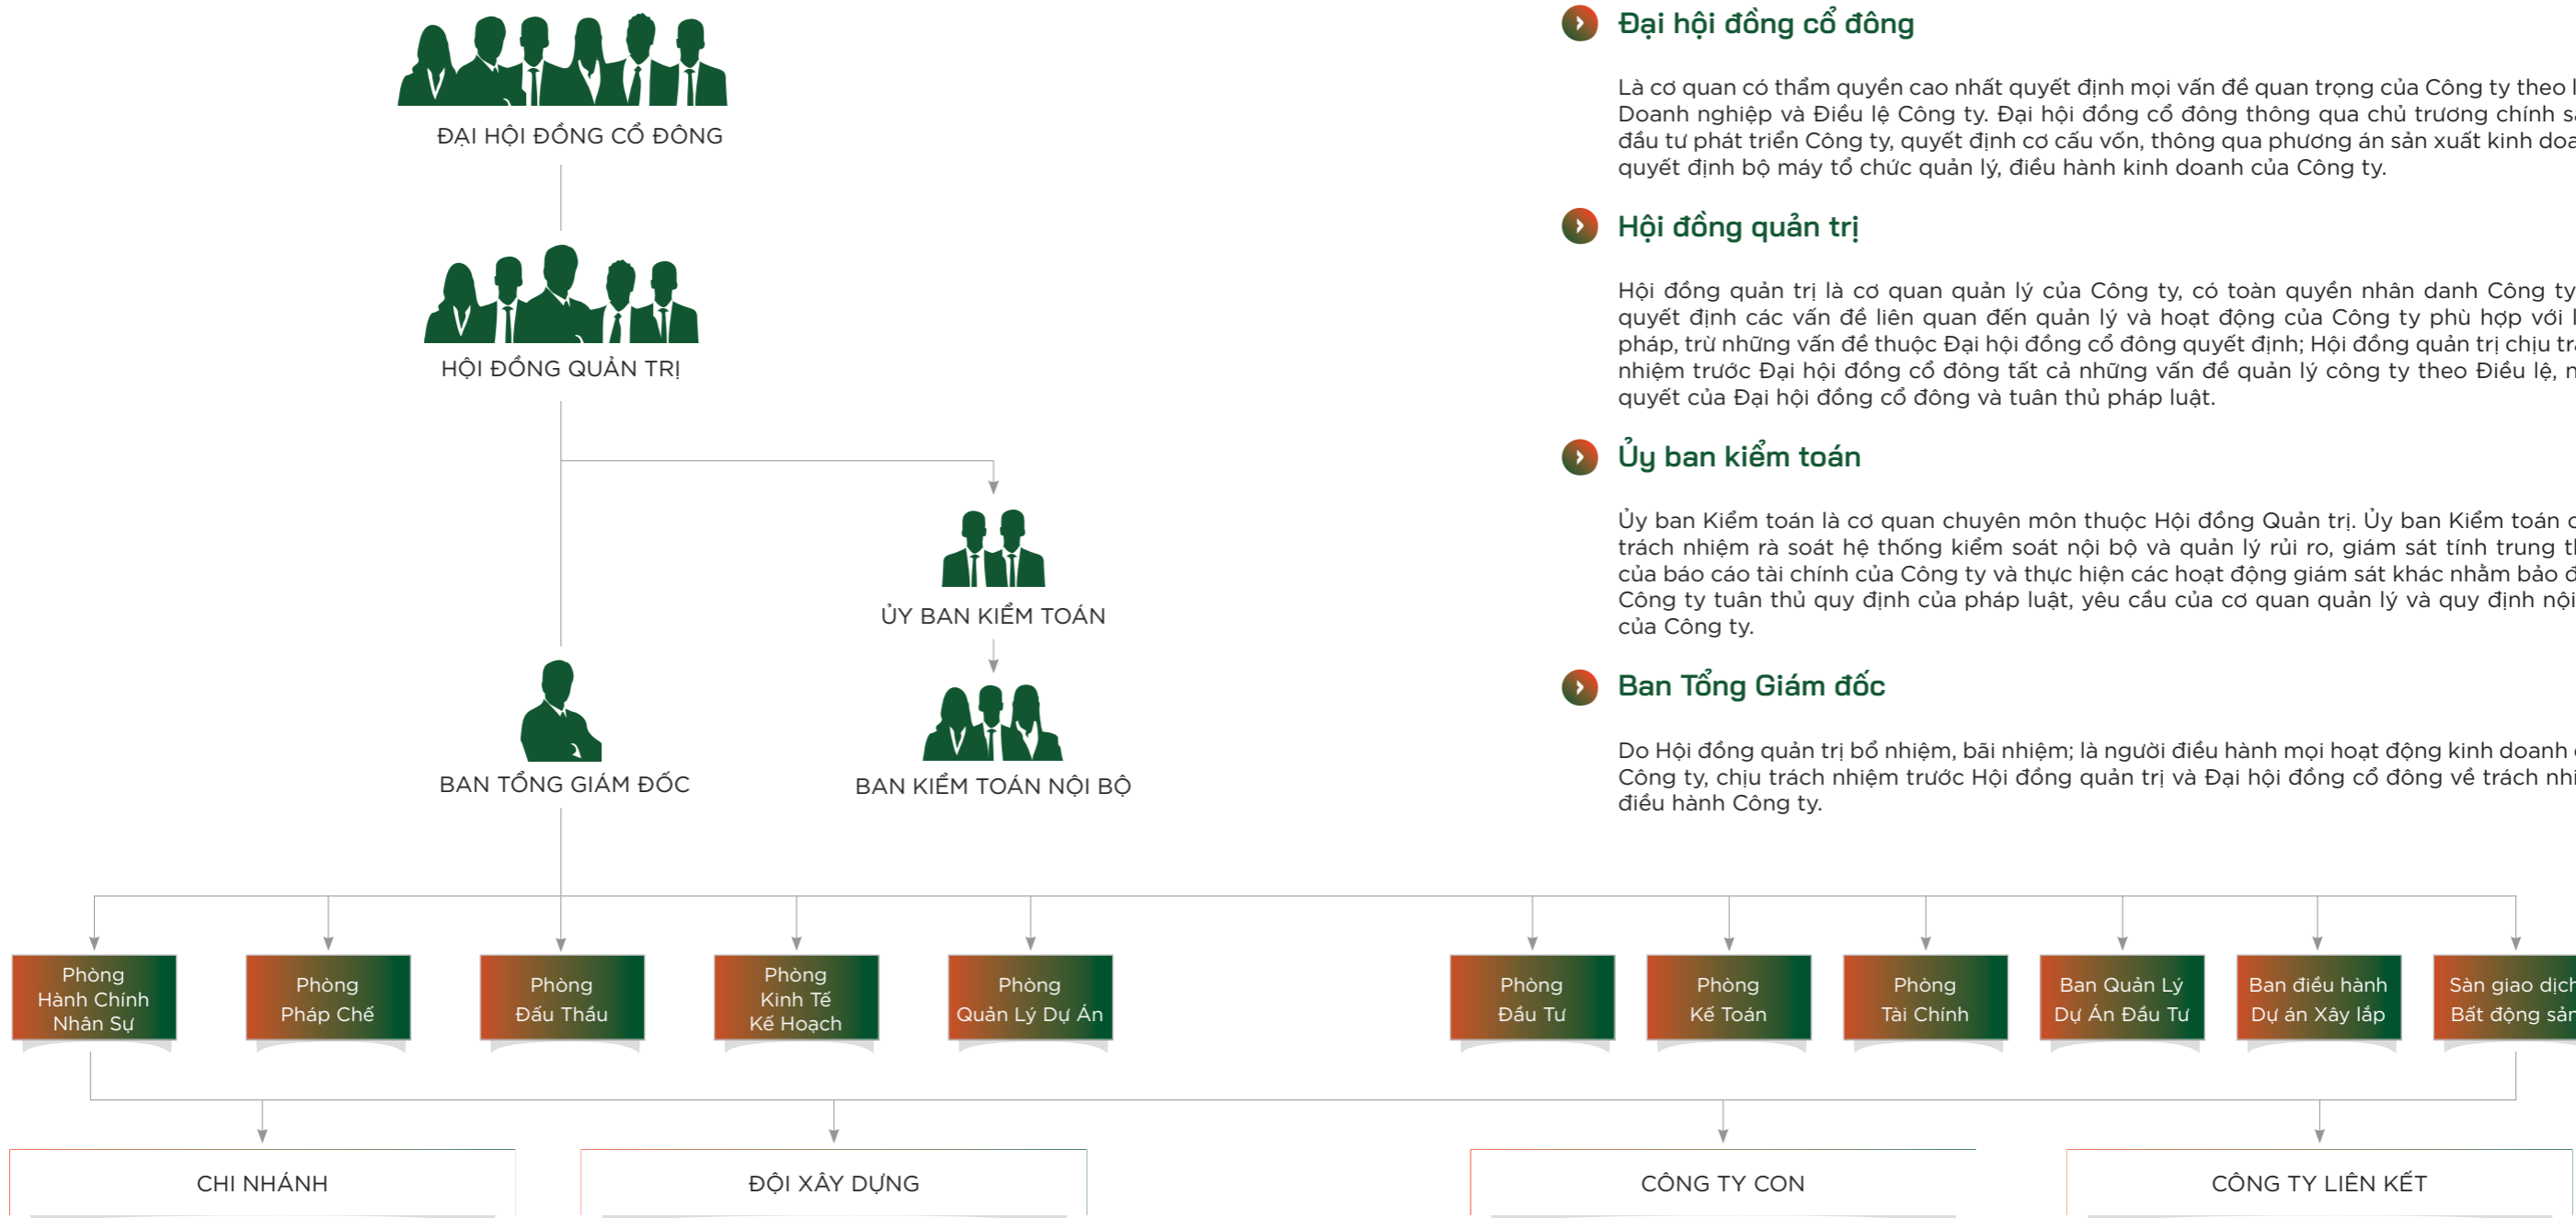 ĐẠI HỘI ĐỒNG CỔ ĐÔNG
HỘI ĐỒNG QUẢN TRỊ
ỦY BAN KIỂM TOÁN
BAN TỔNG GIÁM ĐỐC
BAN KIỂM TOÁN NỘI BỘ
Đại hội đồng cổ đông
Là cơ quan có thẩm quyền cao nhất quyết định mọi vấn đề quan trọng của Công ty theo
Doanh nghiệp và Điều lệ Công ty. Đại hội đồng cổ đông thông qua chủ trương chính
đầu tư phát triển Công ty, quyết định cơ cấu vốn, thông qua phương án sản xuất kinh
quyết định bộ máy tổ chức quản lý, điều hành kinh doanh của Công ty.
Hội đồng quản trị
Hội đồng quản trị là cơ quan quản lý của Công ty, có toàn quyền nhân danh Công ty
quyết định các vấn đề liên quan đến quản lý và hoạt động của Công ty phù hợp với
pháp, trừ những vấn đề thuộc Đại hội đồng cổ đông quyết định; Hội đồng quản trị chịu
nhiệm trước Đại hội đồng cổ đông tất cả những vấn đề quản lý công ty theo Điều lệ,
quyết của Đại hội đồng cổ đông và tuân thủ pháp luật.
Ủy ban kiểm toán
Ủy ban Kiểm toán là cơ quan chuyên môn thuộc Hội đồng Quản trị. Ủy ban Kiểm toán
trách nhiệm rà soát hệ thống kiểm soát nội bộ và quản lý rủi ro, giám sát tính trung
của báo cáo tài chính của Công ty và thực hiện các hoạt động giám sát khác nhằm bảo
Công ty tuân thủ quy định của pháp luật, yêu cầu của cơ quan quản lý và quy định nội
của Công ty.
Ban Tổng Giám đốc
Do Hội đồng quản trị bổ nhiệm, bãi nhiệm; là người điều hành mọi hoạt động kinh doanh
Công ty, chịu trách nhiệm trước Hội đồng quản trị và Đại hội đồng cổ đông về trách
điều hành Công ty.
Phòng
Hành Chính
Nhân Sự
Phòng
Pháp Chế
Phòng
Đấu Thầu
Phòng
Kinh Tế
Kế Hoạch
Phòng
Quản Lý Dự Án
Phòng
Đầu Tư
Phòng
Kế Toán
Phòng
Tài Chính
Ban Quản Lý
Dự Án Đầu Tư
Ban điều hành
Dự án Xây lắp
Sàn giao dịch
Bất động sản
CHI NHÁNH
ĐỘI XÂY DỰNG
CÔNG TY CON
CÔNG TY LIÊN KẾT